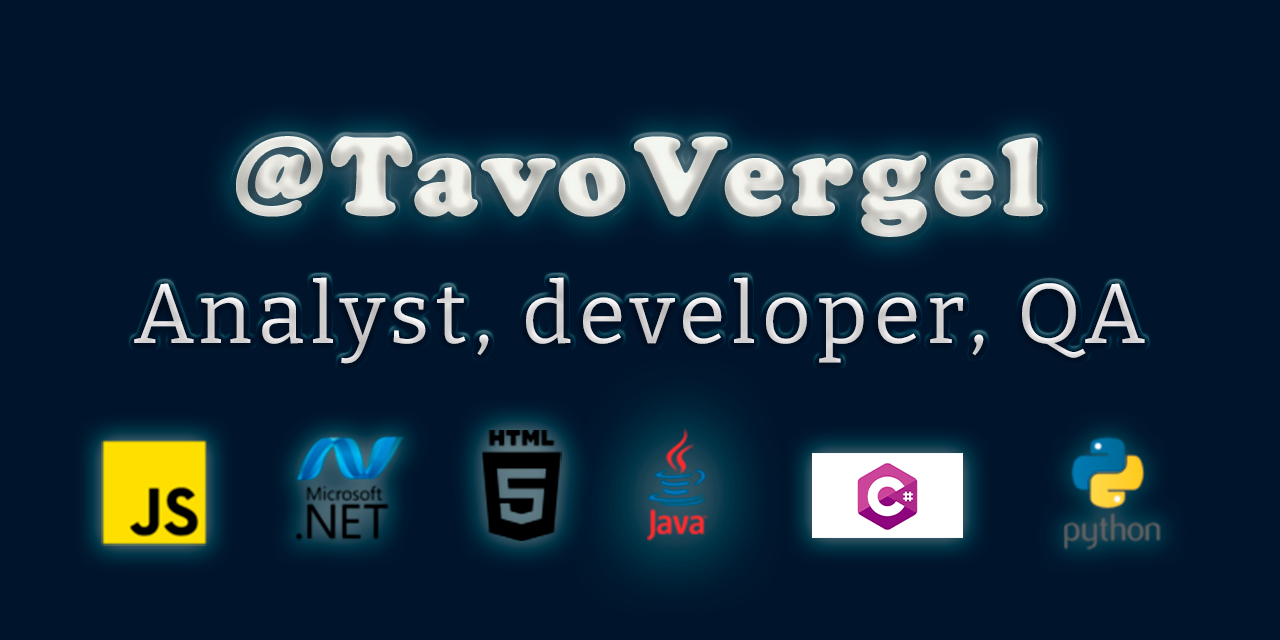 @TavoVergel
Analyst, developer, QA
JS
Microsoft
.NET
HTML
5
Java
C#
python